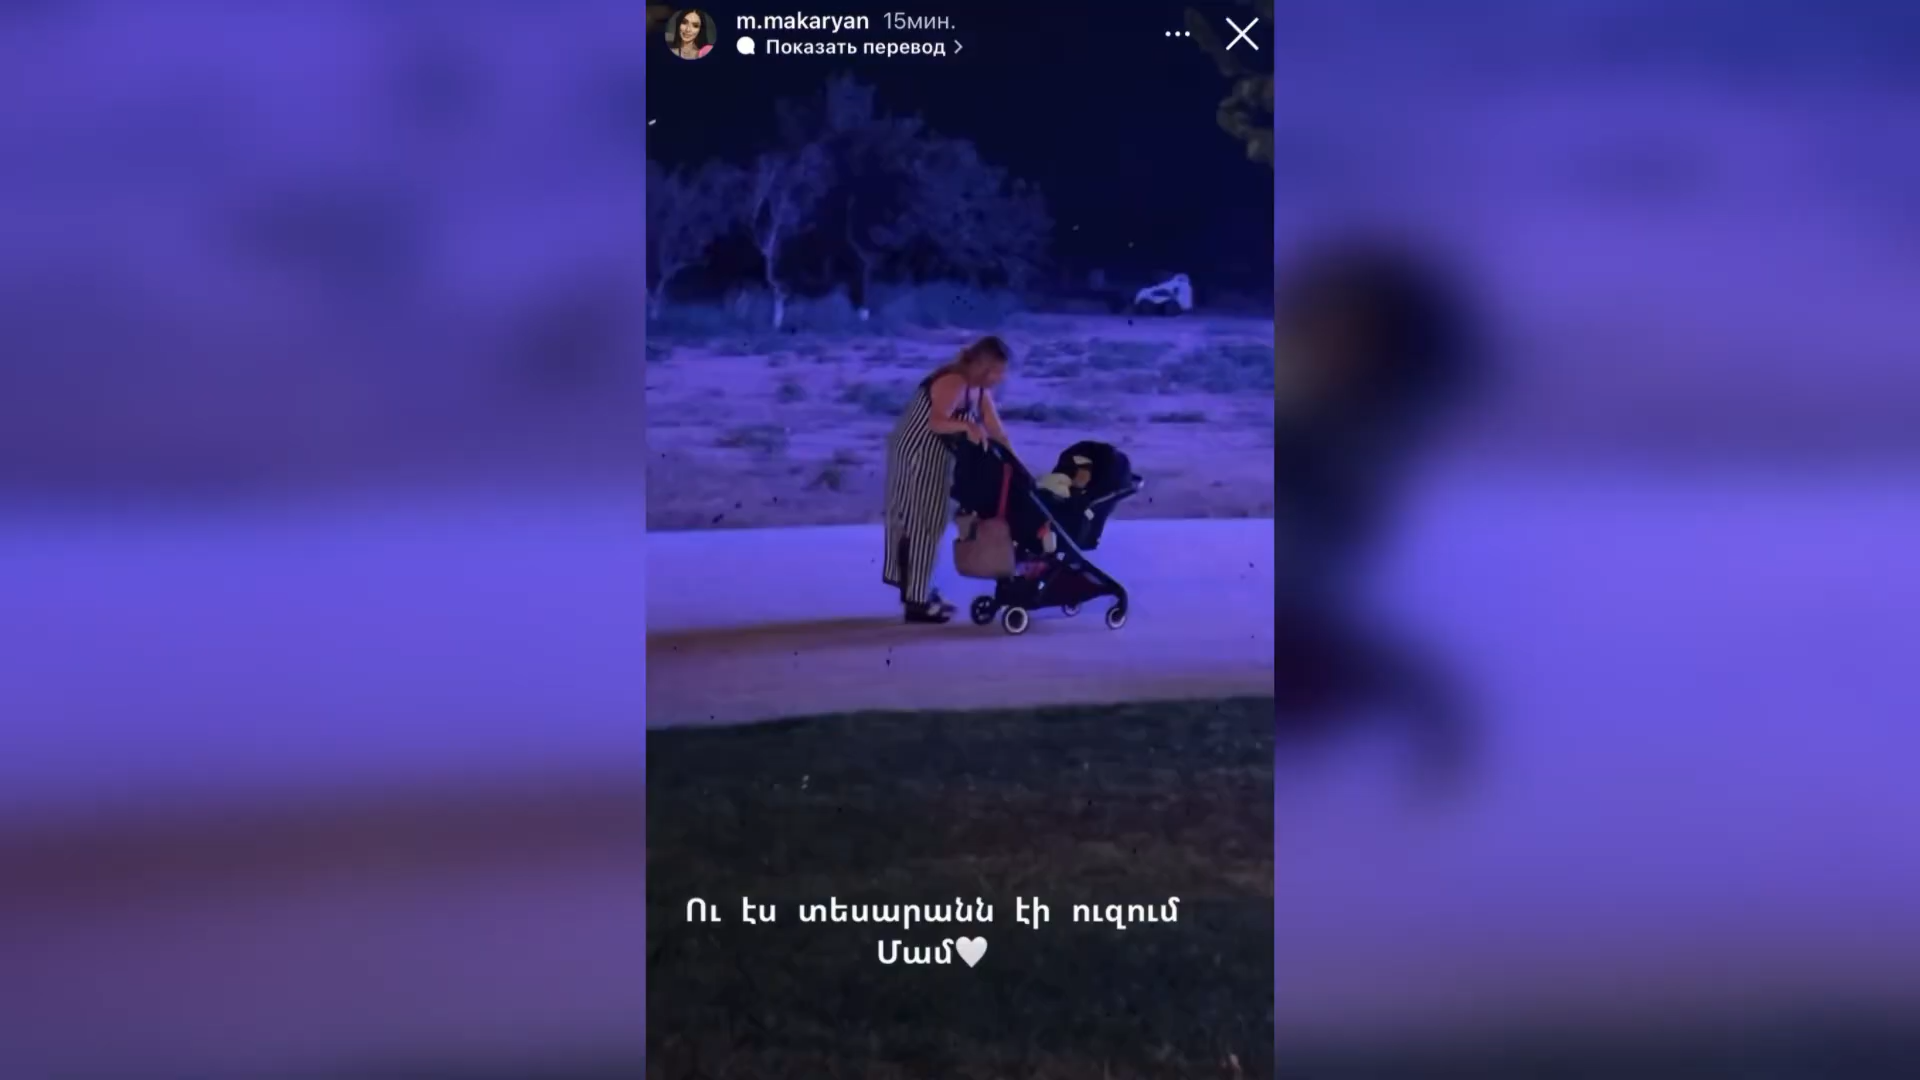 m.makaryan 15мин.
Показать перевод
Ու էս տեսարանն էի ուզում
Մամ🤍